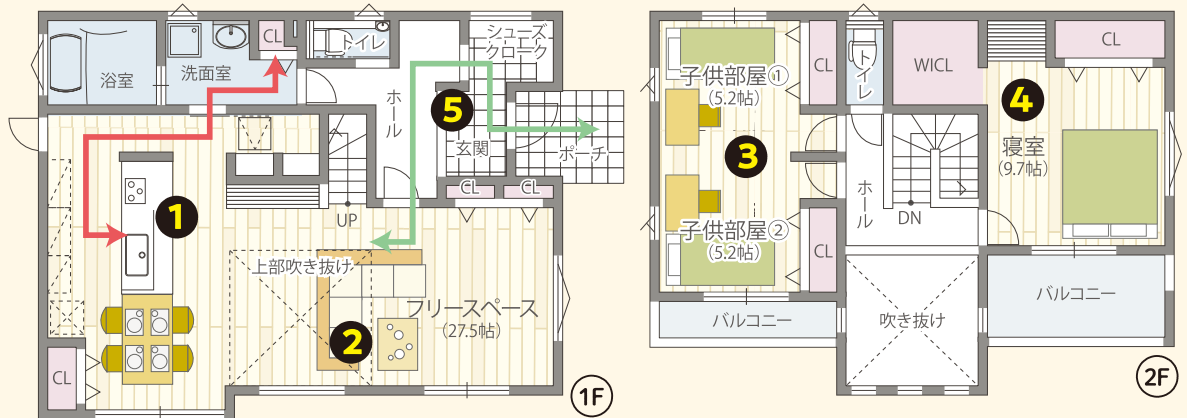 浴室
洗面室
CL
トイレ
シューズ
クローク
ホール
5
玄関
ポーチ
CL
CL
1
UP
上部吹き抜け
フリースペース
(27.5帖)
2
CL
1F
子供部屋①
(5.2帖)
CL
トイレ
WICL
CL
4
寝室
(9.7帖)
3
ホール
DN
子供部屋②
(5.2帖)
CL
バルコニー
吹き抜け
バルコニー
2F